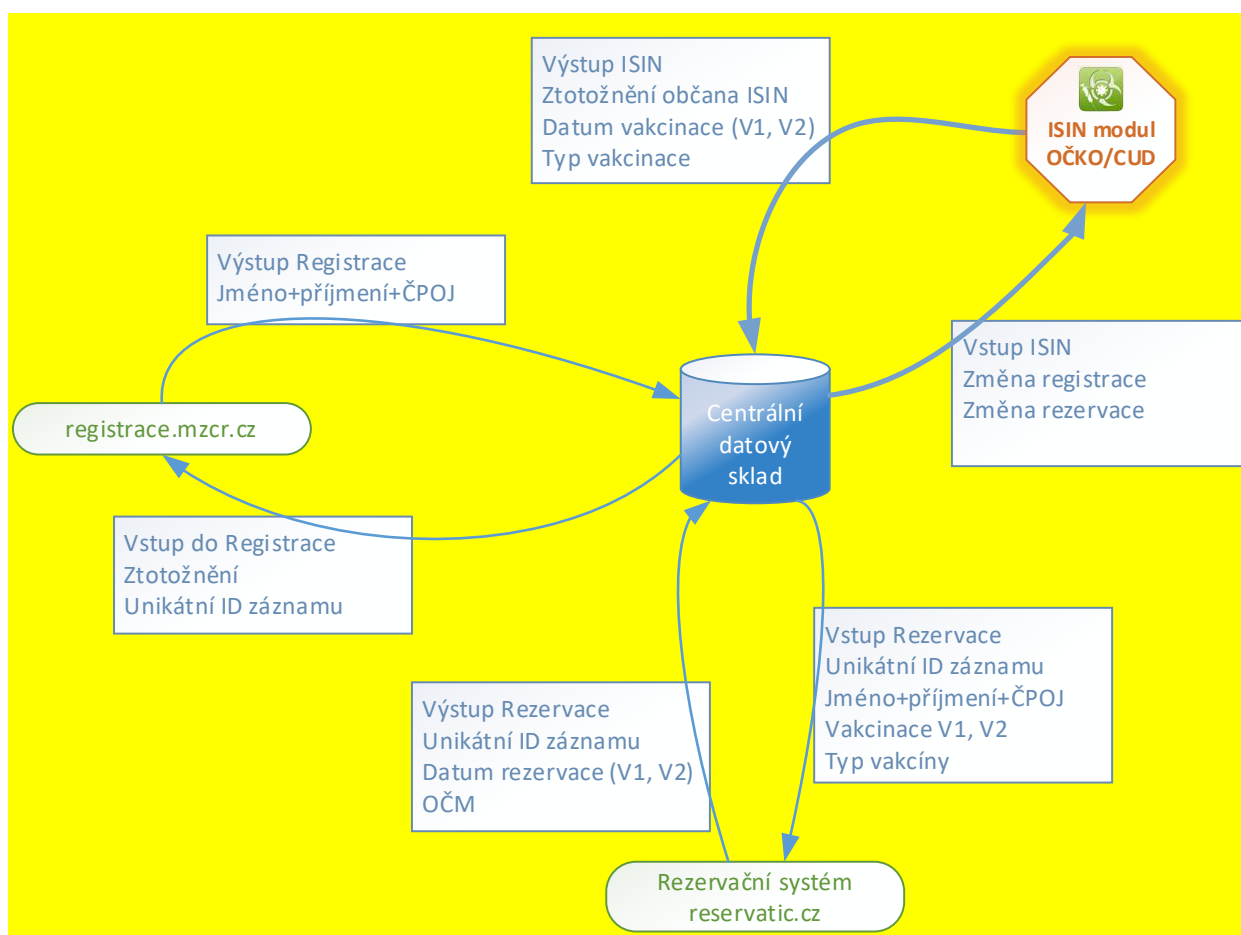 Výstup ISIN
Ztotožnění občana ISIN
Datum vakcinace (V1, V2)
Typ vakcinace
ISIN modul
OČKO/CUD
Výstup Registrace
Jméno+příjmení+ČPOJ
Vstup ISIN
Změna registrace
Změna rezervace
Centrální
datový
sklad
registrace.mzcr.cz
Vstup do Registrace
Ztotožnění
Unikátní ID záznamu
Vstup Rezervace
Unikátní ID záznamu
Jméno+příjmení+ČPOJ
Vakcinace V1, V2
Typ vakcíny
Výstup Rezervace
Unikátní ID záznamu
Datum rezervace (V1, V2)
OČM
Rezervační systém
reservatic.cz